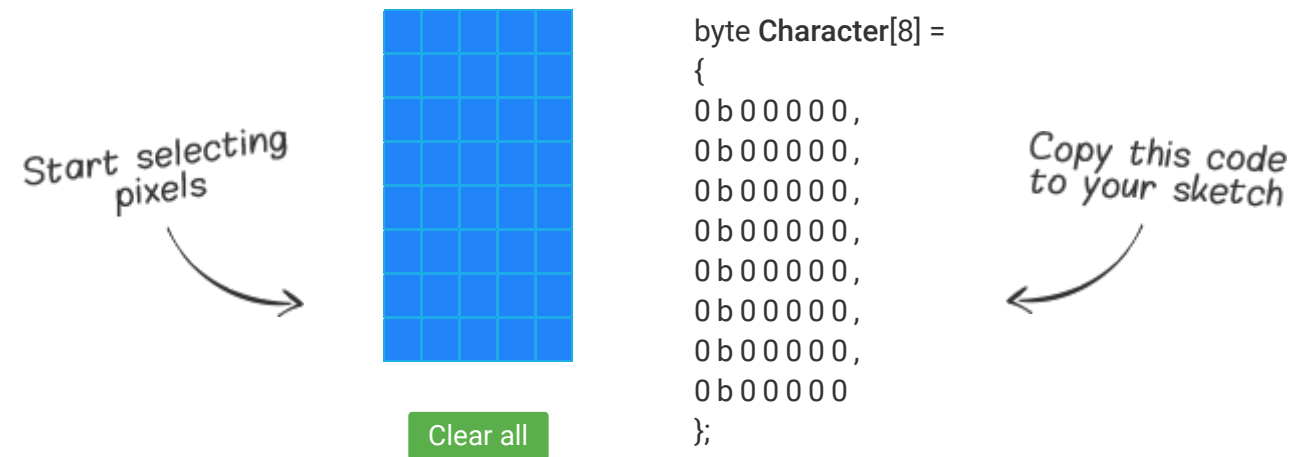 Start selecting
pixels
Clear all
byte Character[8] =
{
0b00000,
0b00000,
0b00000,
0b00000,
0b00000,
0b00000,
0b00000,
0b00000
};
Copy this code
to your sketch